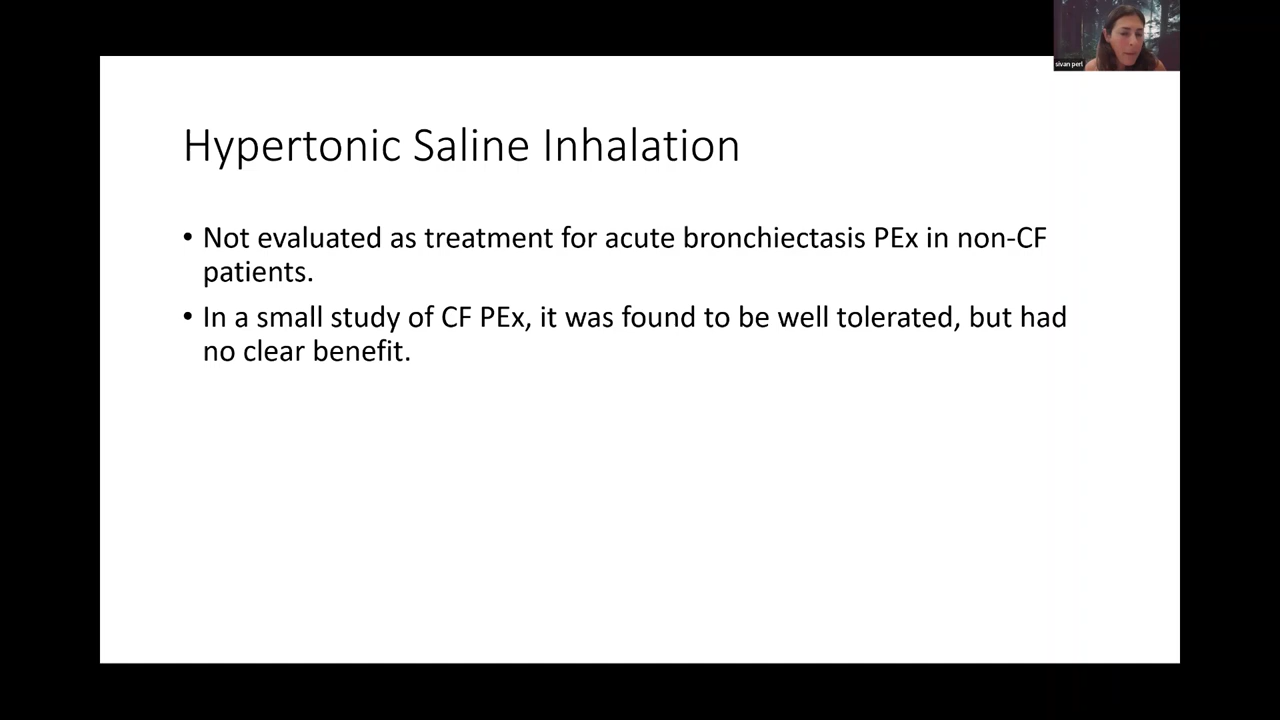 sivan perl
Hypertonic Saline Inhalation
• Not evaluated as treatment for acute bronchiectasis PEx in non-CF
patients.
• In a small study of CF PEx, it was found to be well tolerated, but had
no clear benefit.